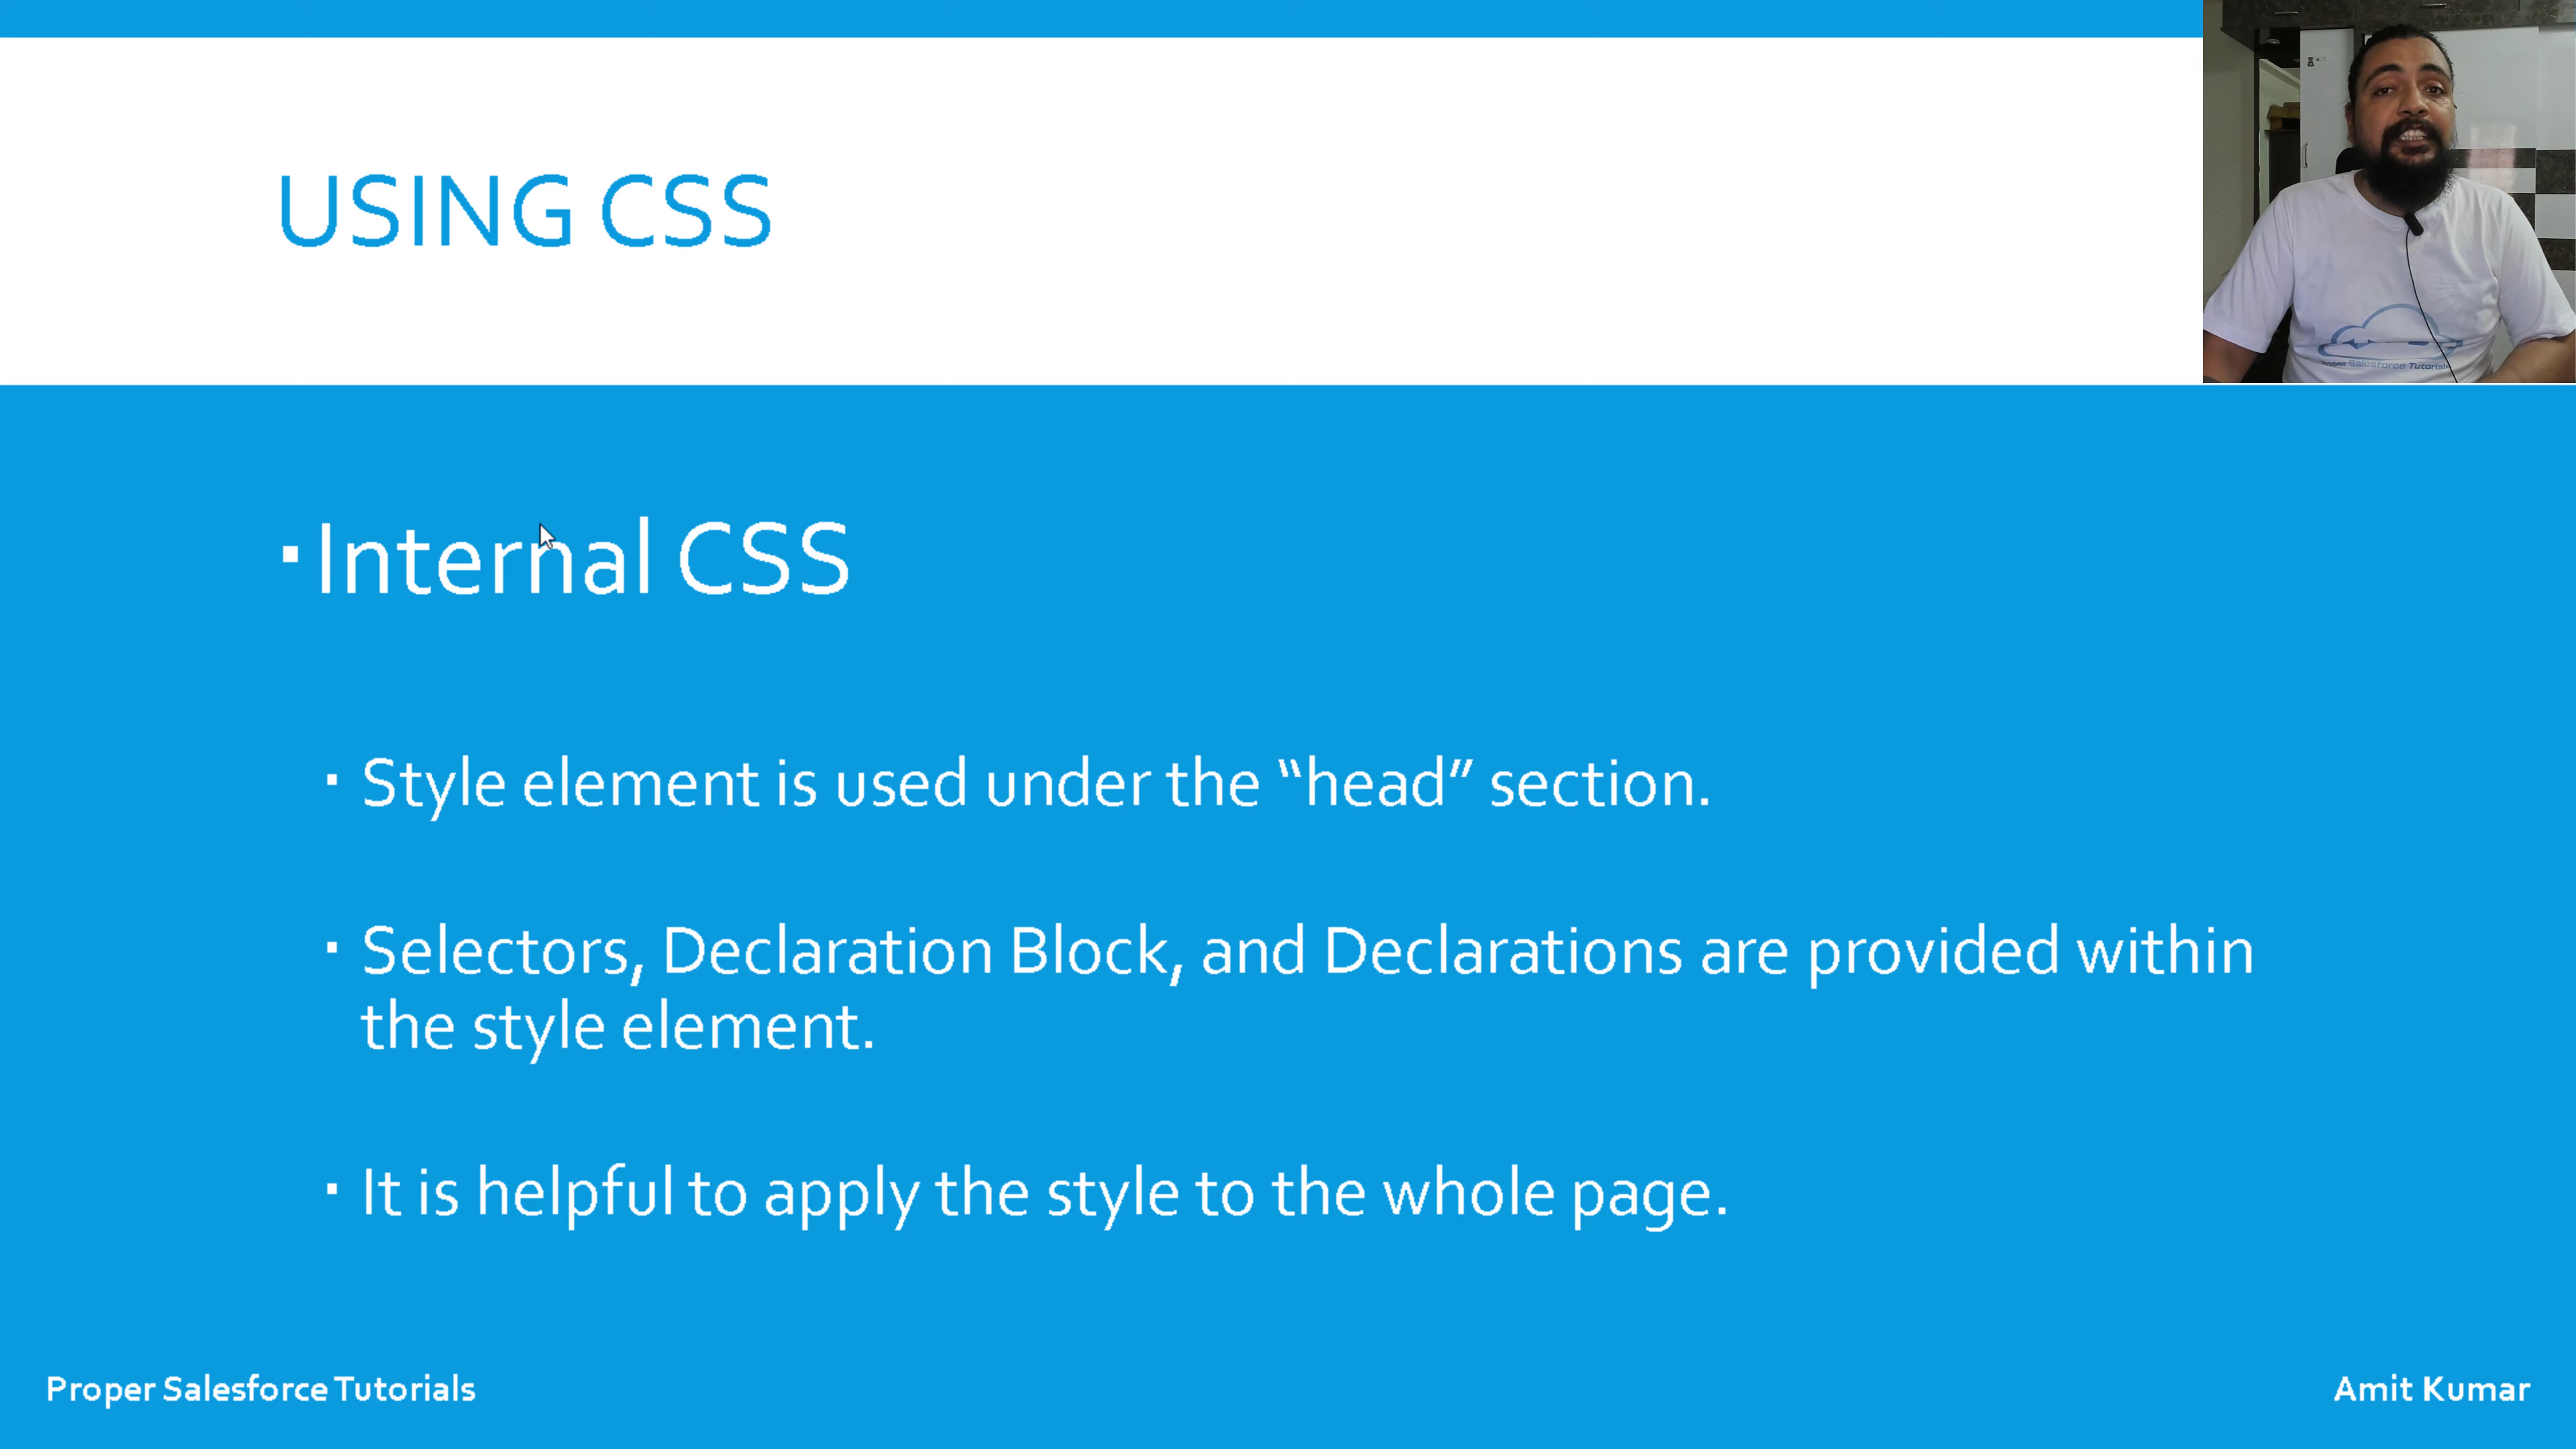 USING CSS
Internal CSS
Style element is used under the “head” section.
Selectors, Declaration Block, and Declarations are provided within
the style element.
It is helpful to apply the style to the whole page.
Salesforce Tutorials
Proper Salesforce Tutorials
Amit Kumar